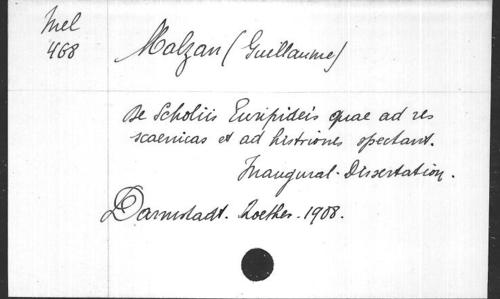 Mel
468
Malzan (Guillaume)
De Scholiis Euripideis quae ad res
scaenicas et ad histriones spectant.
Inaugural-Dissertation.
Darmstadt. Roether. 1908.